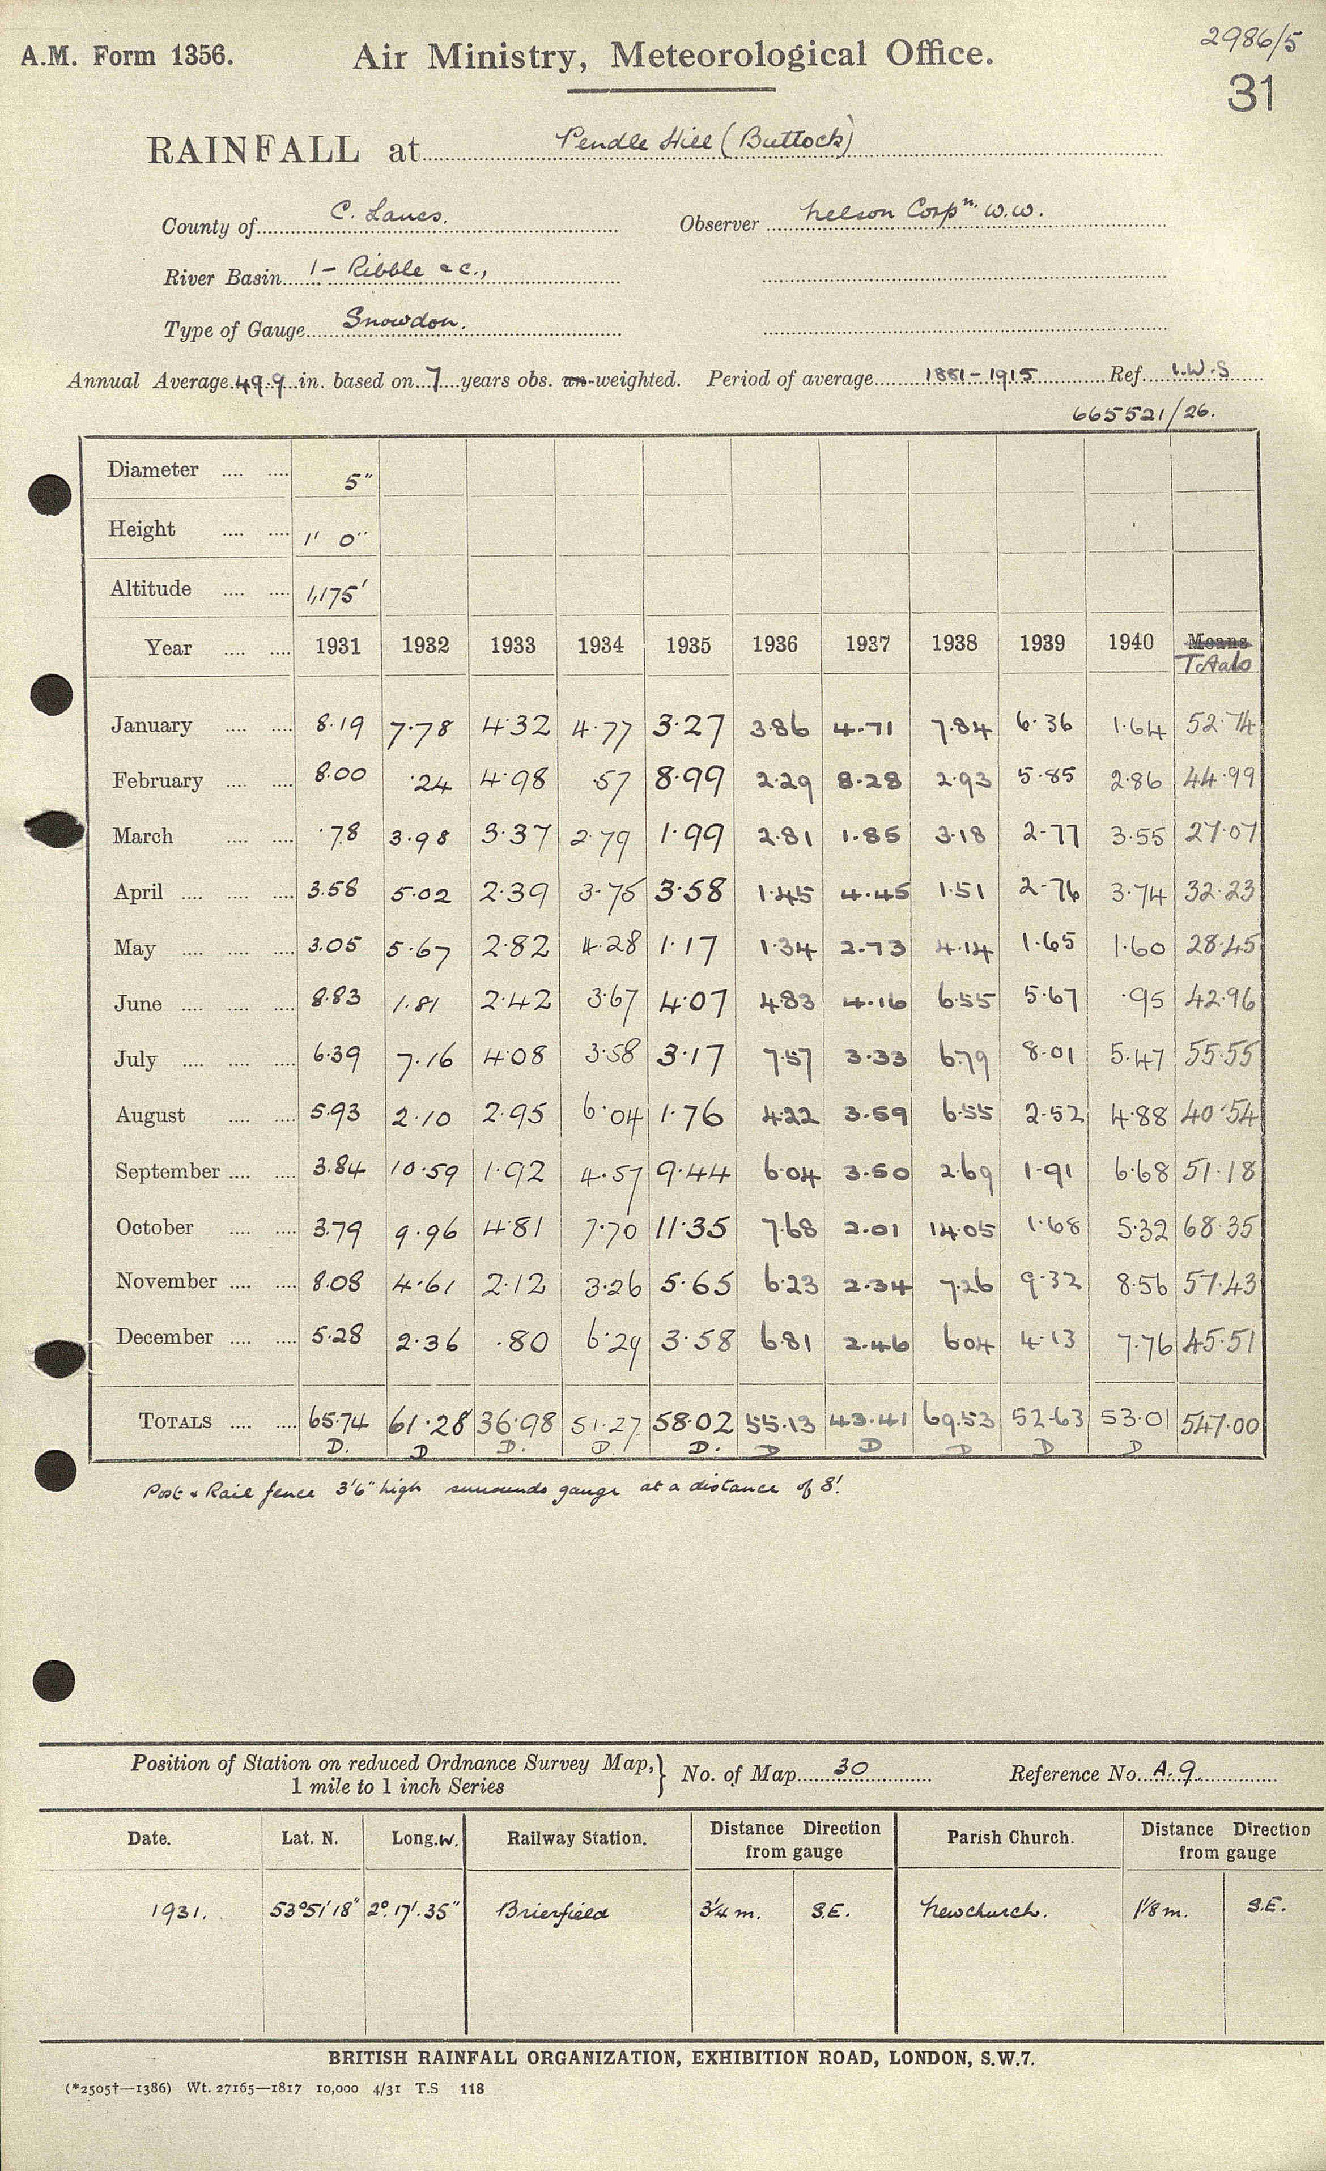 2986/5
A.M. Form 1356. Air Ministry, Meteorological Office.
31
RAINFALL at Pendle Hill (Buttock)
County of C. Lancs. Observer Nelson Corpn. W.W.
River Basin 1 - Ribble &c.,
Type of Gauge Snowdon.
Annual Average 49.9 in. based on 7 years obs. un-weighted. Period of average 1881-1915 Ref. I.W.S
665521/26.
Diameter .... .... 5"
Height .... .... 1' 0"
Altitude .... .... 1,175'
Year .... .... 1931 1932 1933 1934 1935 1936 1937 1938 1939 1940 Means
Totals
January .... .... 8.19 7.78 4.32 4.77 3.27 3.86 4.71 7.84 6.36 1.64 52.74
February .... .... 8.00 .24 4.98 .57 8.99 2.29 8.28 2.93 5.85 2.86 44.99
March .... .... .78 3.98 3.37 2.79 1.99 2.81 1.85 3.18 2.77 3.55 27.07
April .... .... .... 3.58 5.02 2.39 3.75 3.58 1.45 4.45 1.51 2.76 3.74 32.23
May .... .... .... 3.05 5.67 2.82 4.28 1.17 1.34 2.73 4.14 1.65 1.60 28.45
June .... .... .... 8.83 1.81 2.42 3.67 4.07 4.83 4.16 6.55 5.67 .95 42.96
July .... .... .... 6.39 7.16 4.08 3.58 3.17 7.57 3.33 6.79 8.01 5.47 55.55
August .... .... 5.93 2.10 2.95 6.04 1.76 4.22 3.59 6.55 2.52 4.88 40.54
September .... .... 3.84 10.59 1.92 4.57 9.44 6.04 3.50 2.69 1.91 6.68 51.18
October .... .... 3.79 9.96 4.81 7.70 11.35 7.68 2.01 14.05 1.68 5.32 68.35
November .... .... 8.08 4.61 2.12 3.26 5.65 6.23 2.34 7.26 9.32 8.56 57.43
December .... .... 5.28 2.36 .80 6.29 3.58 6.81 2.46 6.04 4.13 7.76 45.51
TOTALS .... .... 65.74 61.28 36.98 51.27 58.02 55.13 43.41 69.53 52.63 53.01 547.00
D. D D. D D. D D D D D
Post & Rail fence 3'6" high surrounds gauge at a distance of 8'.
Position of Station on reduced Ordnance Survey Map, } No. of Map 30 Reference No. A.9.
1 mile to 1 inch Series
Date. Lat. N. Long. W. Railway Station. Distance Direction from gauge Parish Church. Distance Direction from gauge
1931. 53°51'18" 2°.17'.35" Brierfield 3¼ m. S.E. Newchurch. 1⅛ m. S.E.
BRITISH RAINFALL ORGANIZATION, EXHIBITION ROAD, LONDON, S.W.7.
(*2505†—1386) Wt. 27165—1817 10,000 4/31 T.S 118